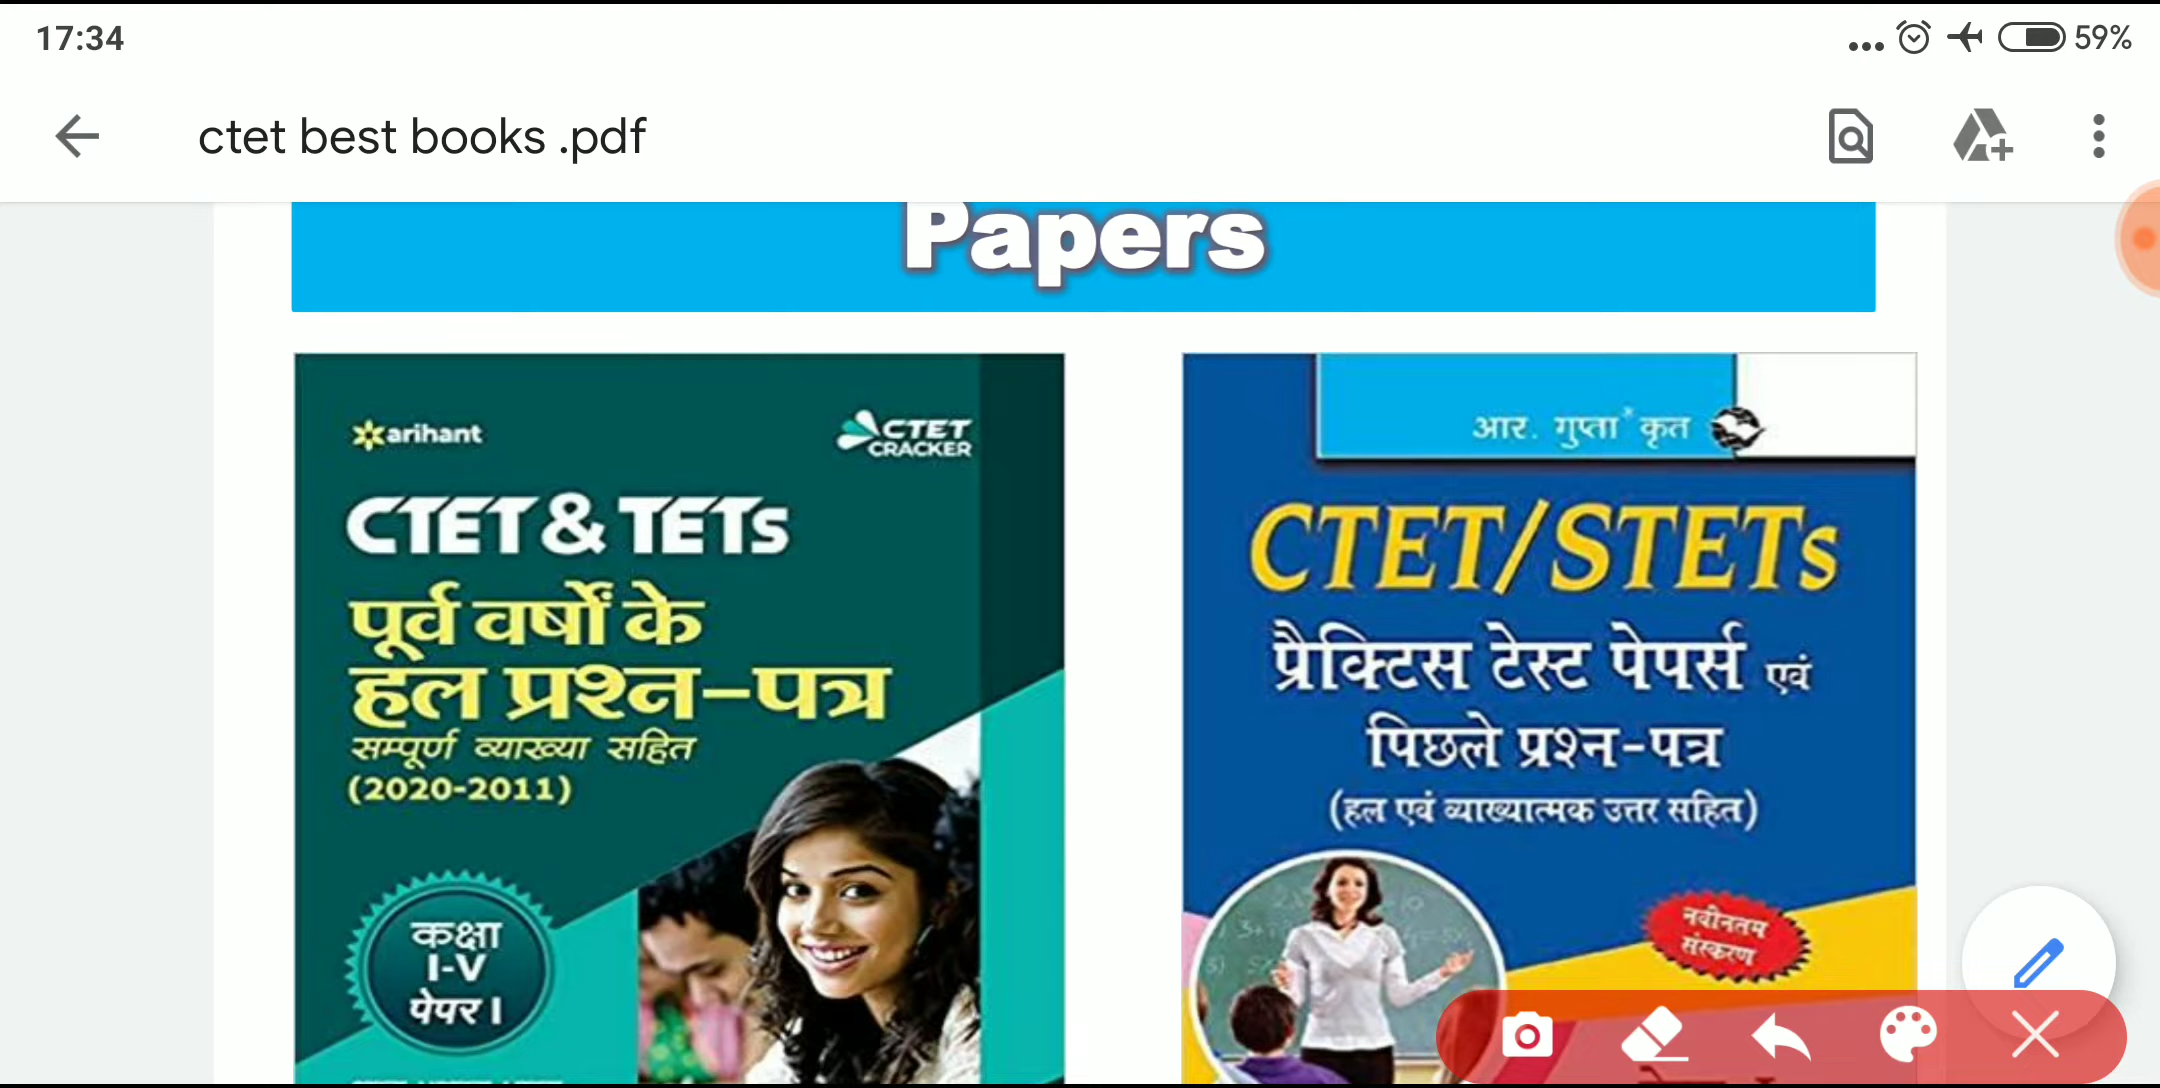 17:34
59%
ctet best books .pdf
Papers
arihant
CTET
CRACKER
CTET & TETs
पूर्व वर्षों के
हल प्रश्न-पत्र
सम्पूर्ण व्याख्या सहित
(2020-2011)
कक्षा
I-V
पेपर I
आर. गुप्ता कृत
CTET/STETs
प्रैक्टिस टेस्ट पेपर्स एवं
पिछले प्रश्न-पत्र
(हल एवं व्याख्यात्मक उत्तर सहित)
नवीनतम
संस्करण